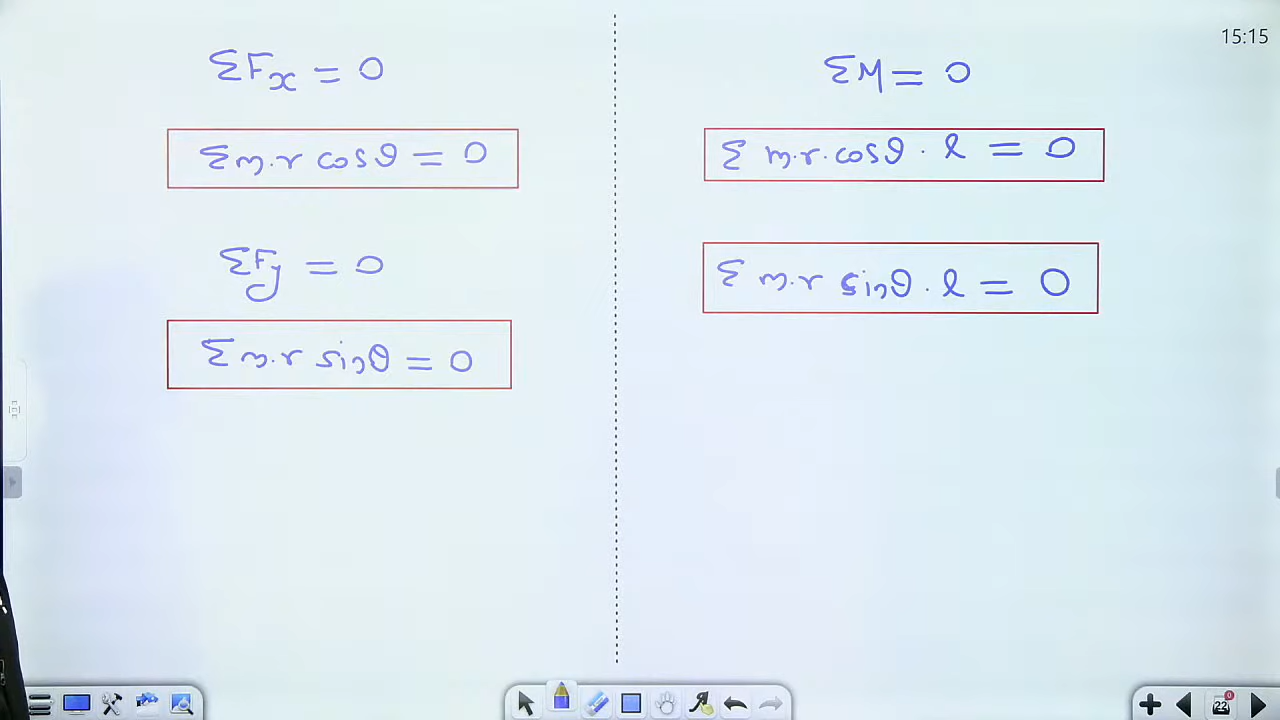 ΣFx = 0
Σm.r cosθ = 0
ΣFy = 0
Σm.r sinθ = 0
15:15
ΣM = 0
Σ m.r.cosθ . l = 0
Σ m.r sinθ . l = 0
0
22